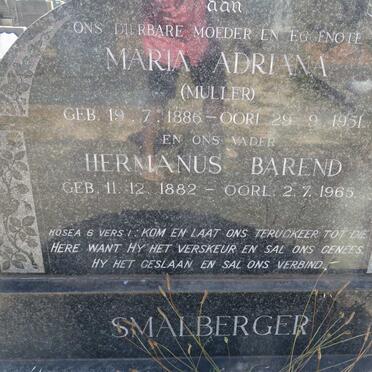 aan
ONS DIERBARE MOEDER EN EGGENOTE
MARIA ADRIANA
(MULLER)
GEB. 19. 7. 1886 – OORL. 29. 9. 1951.
EN ONS VADER
HERMANUS BAREND
GEB. 11. 12. 1882 – OORL. 2. 7. 1965.
HOSEA 6 VERS 1: KOM EN LAAT ONS TERUGKEER TOT DIE
HERE WANT HY HET VERSKEUR EN SAL ONS GENEES,
HY HET GESLAAN EN SAL ONS VERBIND.–
SMALBERGER